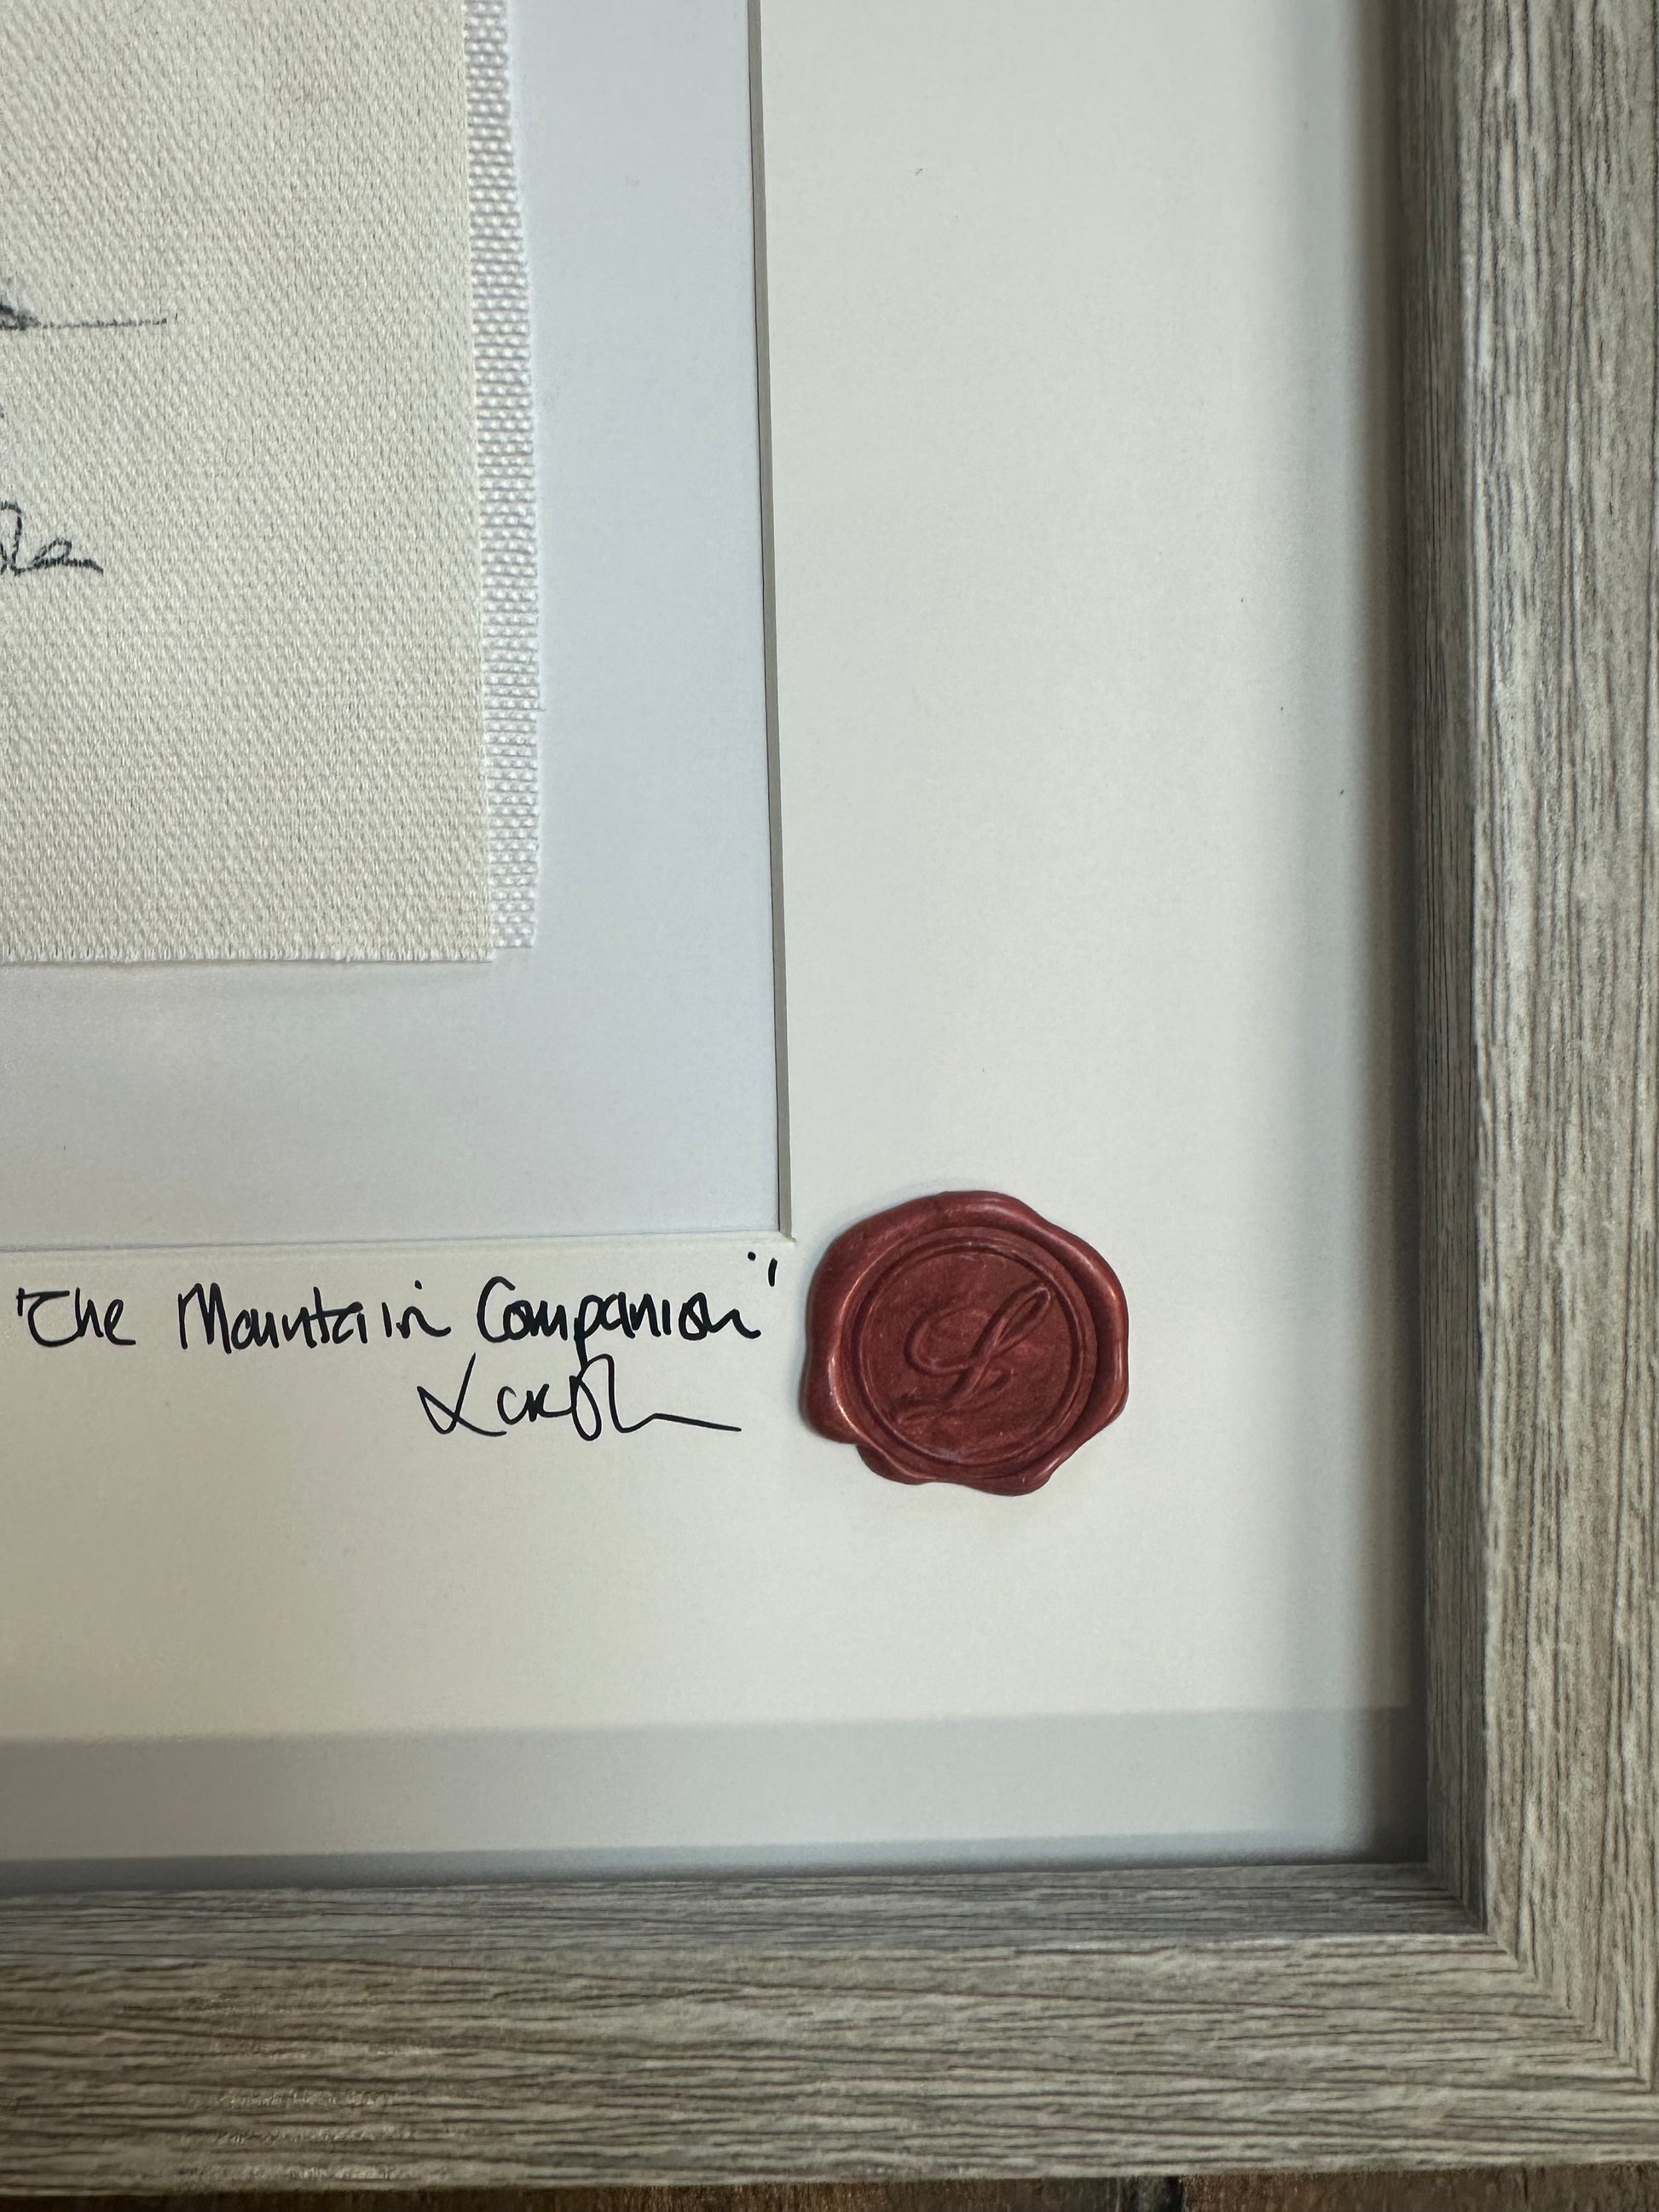 "The Mountain Companion"
L